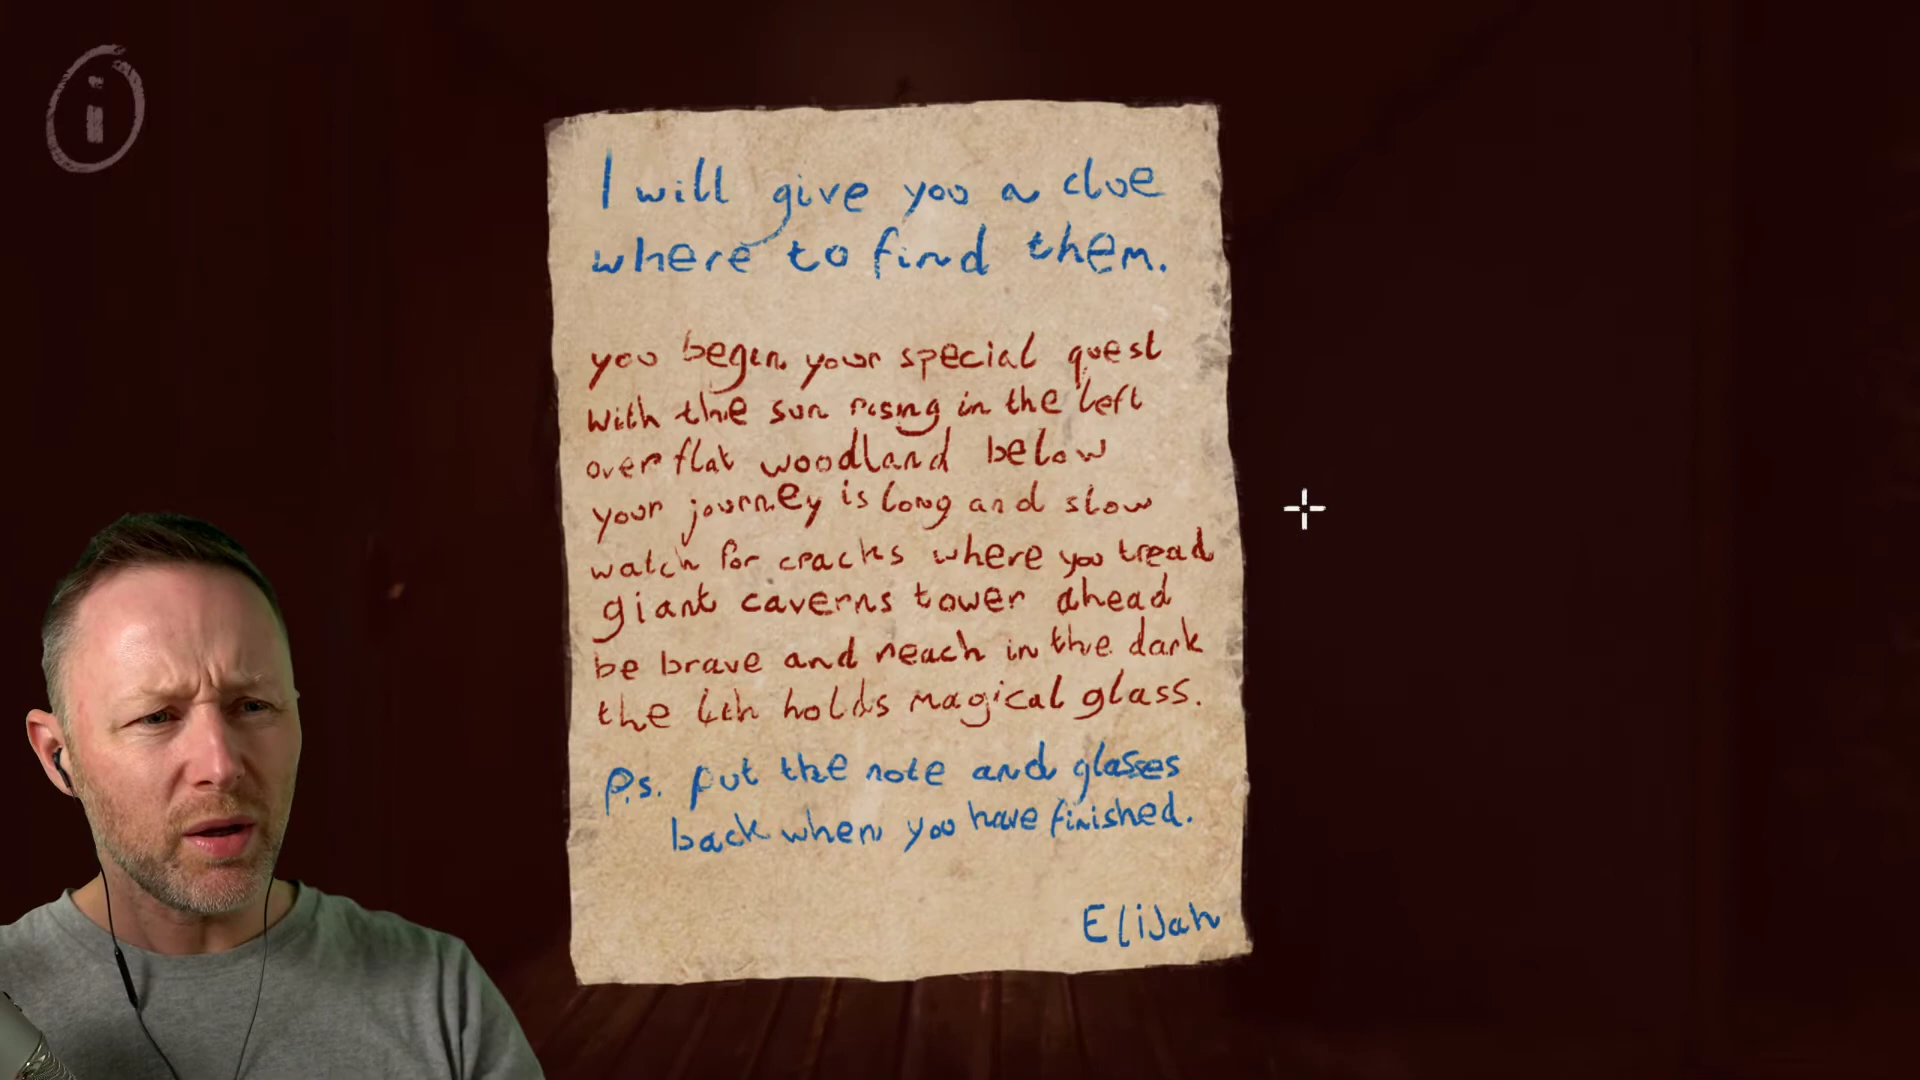 i
I will give you a clue
where to find them.
you begin your special quest
with the sun rising in the left
over flat woodland below
your journey is long and slow
watch for cracks where you tread
giant caverns tower ahead
be brave and reach in the dark
the 4th holds magical glass.
P.s. put the note and glasses
back when you have finished.
Elijah